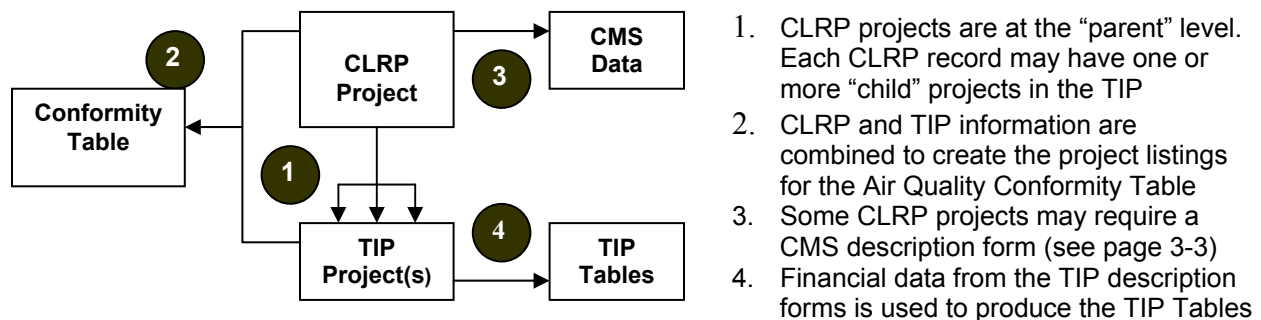 2
CLRP
Project
3
CMS
Data
Conformity
Table
1
TIP
Project(s)
4
TIP
Tables
1. CLRP projects are at the “parent” level.
Each CLRP record may have one or
more “child” projects in the TIP
2. CLRP and TIP information are
combined to create the project listings
for the Air Quality Conformity Table
3. Some CLRP projects may require a
CMS description form (see page 3-3)
4. Financial data from the TIP description
forms is used to produce the TIP Tables